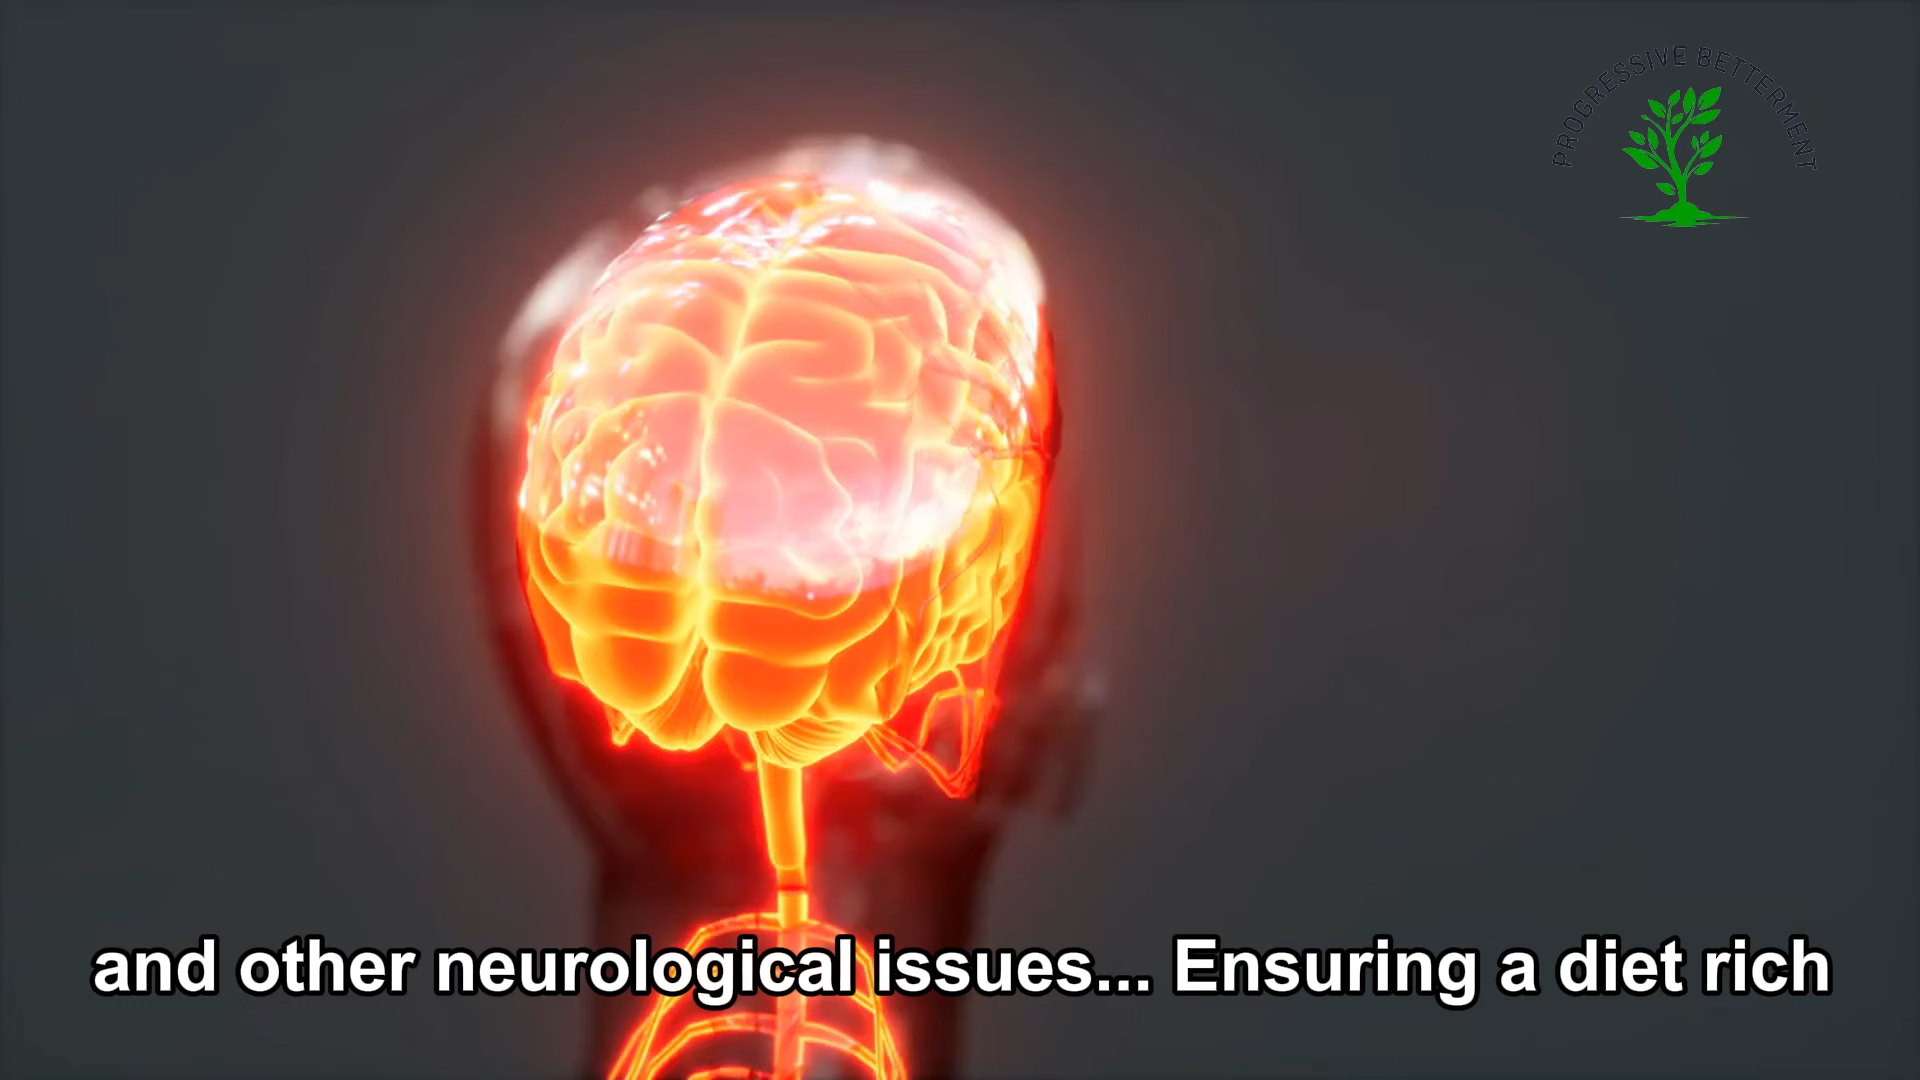 PROGRESSIVE BETTERMENT
and other neurological issues... Ensuring a diet rich